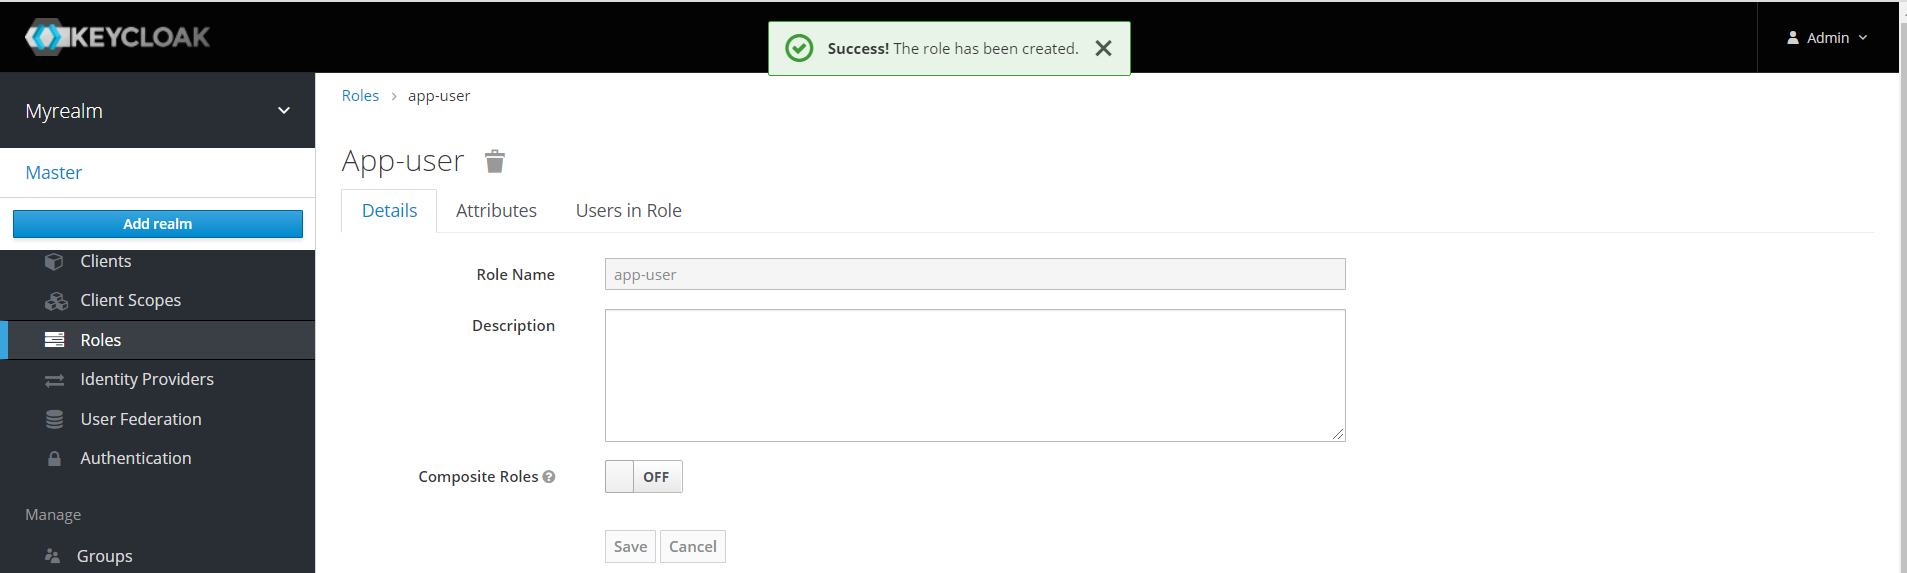 KEYCLOAK
Success! The role has been created.
Admin
Myrealm
Master
Add realm
Clients
Client Scopes
Roles
Identity Providers
User Federation
Authentication
Manage
Groups
Roles > app-user
App-user
Details Attributes Users in Role
Role Name app-user
Description
Composite Roles ? OFF
Save Cancel